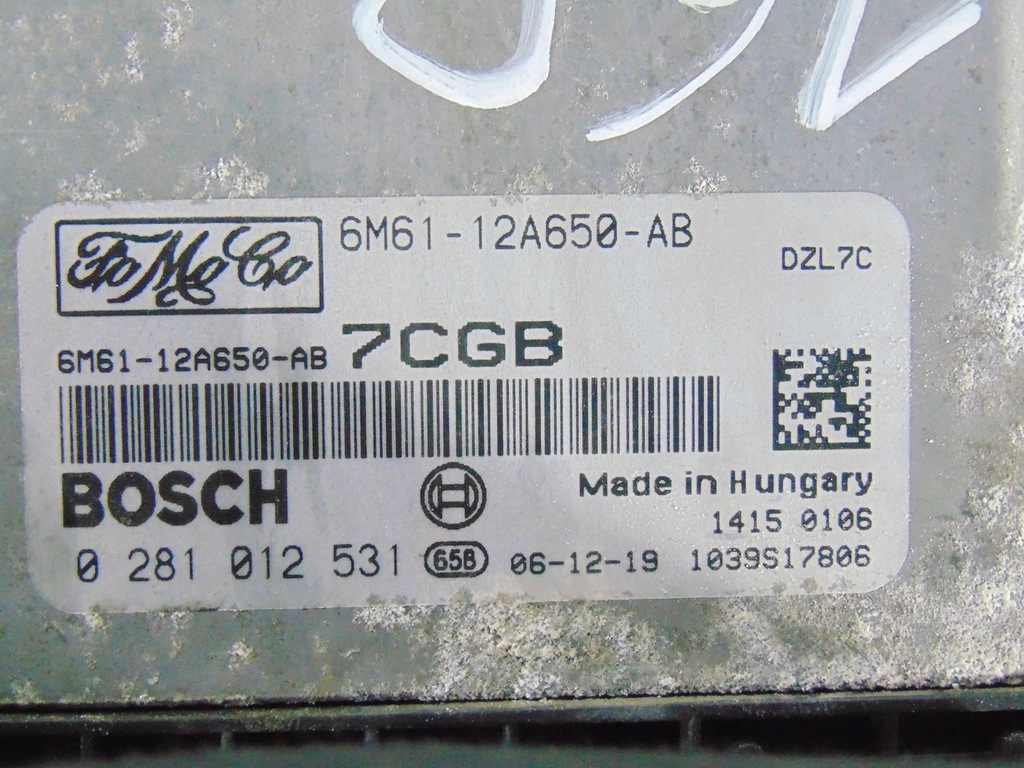 FoMoCo
6M61-12A650-AB
DZL7C
6M61-12A650-AB 7CGB
BOSCH
Made in Hungary
1415 0106
0 281 012 531 658 06-12-19 1039S17806